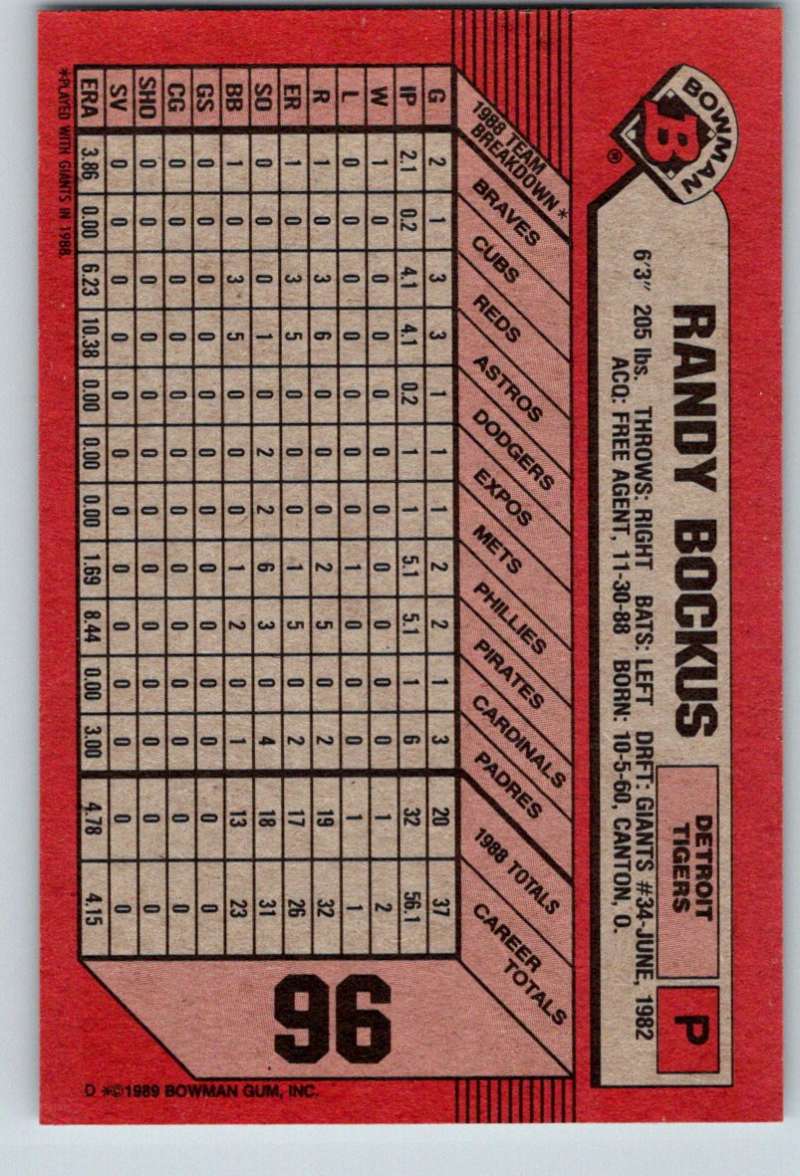 BOWMAN
B
®
RANDY BOCKUS
DETROIT
TIGERS
P
6'3" 205 lbs. THROWS: RIGHT BATS: LEFT DRFT: GIANTS #34-JUNE, 1982
ACQ: FREE AGENT, 11-30-88 BORN: 10-5-60, CANTON, O.
1988 TEAM
BREAKDOWN*
BRAVES
CUBS
REDS
ASTROS
DODGERS
EXPOS
METS
PHILLIES
PIRATES
CARDINALS
PADRES
1988 TOTALS
CAREER
TOTALS
G 2 1 3 3 1 1 1 2 2 1 3 20 37
IP 2.1 0.2 4.1 4.1 0.2 1 1 5.1 5.1 1 6 32 56.1
W 1 0 0 0 0 0 0 0 0 0 0 1 2
L 0 0 0 0 0 0 0 1 0 0 0 1 1
R 1 0 3 6 0 0 0 2 5 0 2 19 32
ER 1 0 3 5 0 0 0 1 5 0 2 17 26
SO 0 0 0 1 0 2 2 6 3 0 4 18 31
BB 1 0 3 5 0 0 0 1 2 0 1 13 23
GS 0 0 0 0 0 0 0 0 0 0 0 0 0
CG 0 0 0 0 0 0 0 0 0 0 0 0 0
SHO 0 0 0 0 0 0 0 0 0 0 0 0 0
SV 0 0 0 0 0 0 0 0 0 0 0 0 0
ERA 3.86 0.00 6.23 10.38 0.00 0.00 0.00 1.69 8.44 0.00 3.00 4.78 4.15
*PLAYED WITH GIANTS IN 1988.
96
D *©1989 BOWMAN GUM, INC.